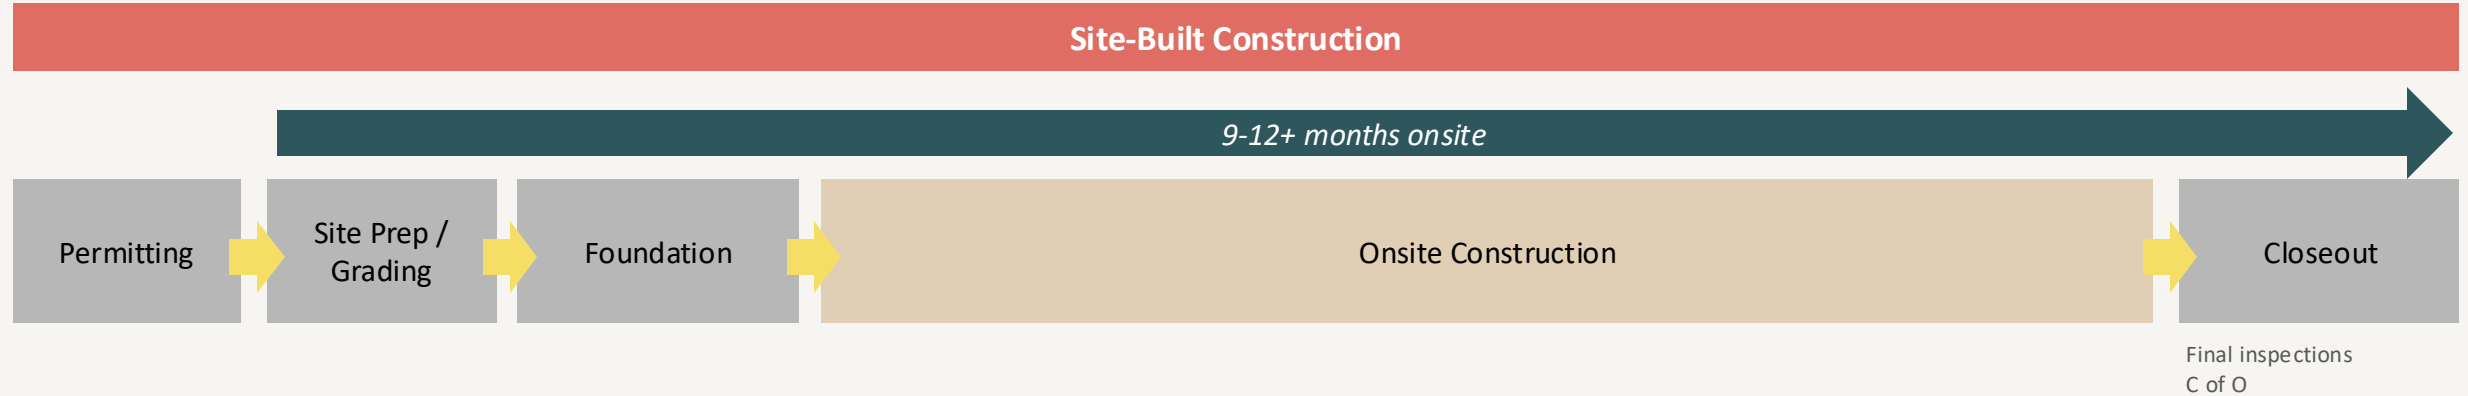 Site-Built Construction
9-12+ months onsite
Permitting
Site Prep /
Grading
Foundation
Onsite Construction
Closeout
Final inspections
C of O